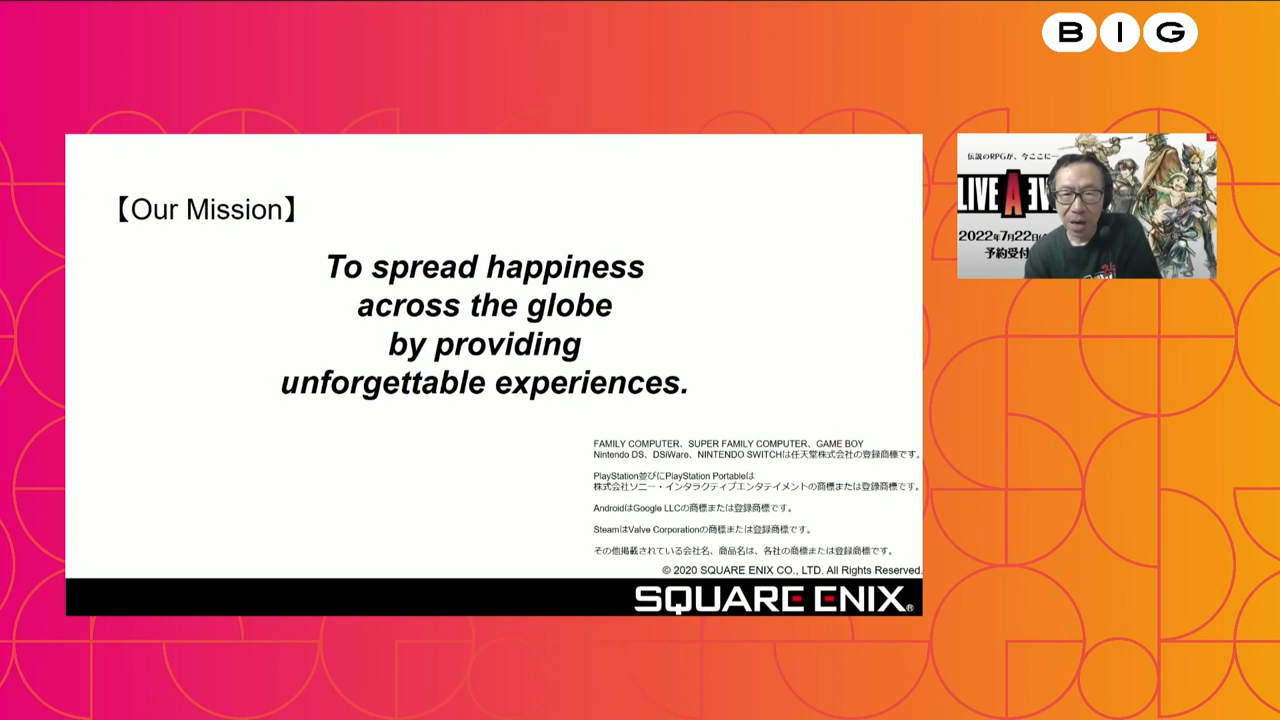 BIG
【Our Mission】
To spread happiness
across the globe
by providing
unforgettable experiences.
FAMILY COMPUTER、SUPER FAMILY COMPUTER、GAME BOY
Nintendo DS、DSiWare、NINTENDO SWITCHは任天堂株式会社の登録商標です。
PlayStation並びにPlayStation Portableは
株式会社ソニー・インタラクティブエンタテイメントの商標または登録商標です。
AndroidはGoogle LLCの商標または登録商標です。
SteamはValve Corporationの商標または登録商標です。
その他掲載されている会社名、商品名は、各社の商標または登録商標です。
© 2020 SQUARE ENIX CO., LTD. All Rights Reserved.
SQUARE ENIX®
伝説のRPGが、今ここに―
LIVE A
2022年7月22日
予約受付